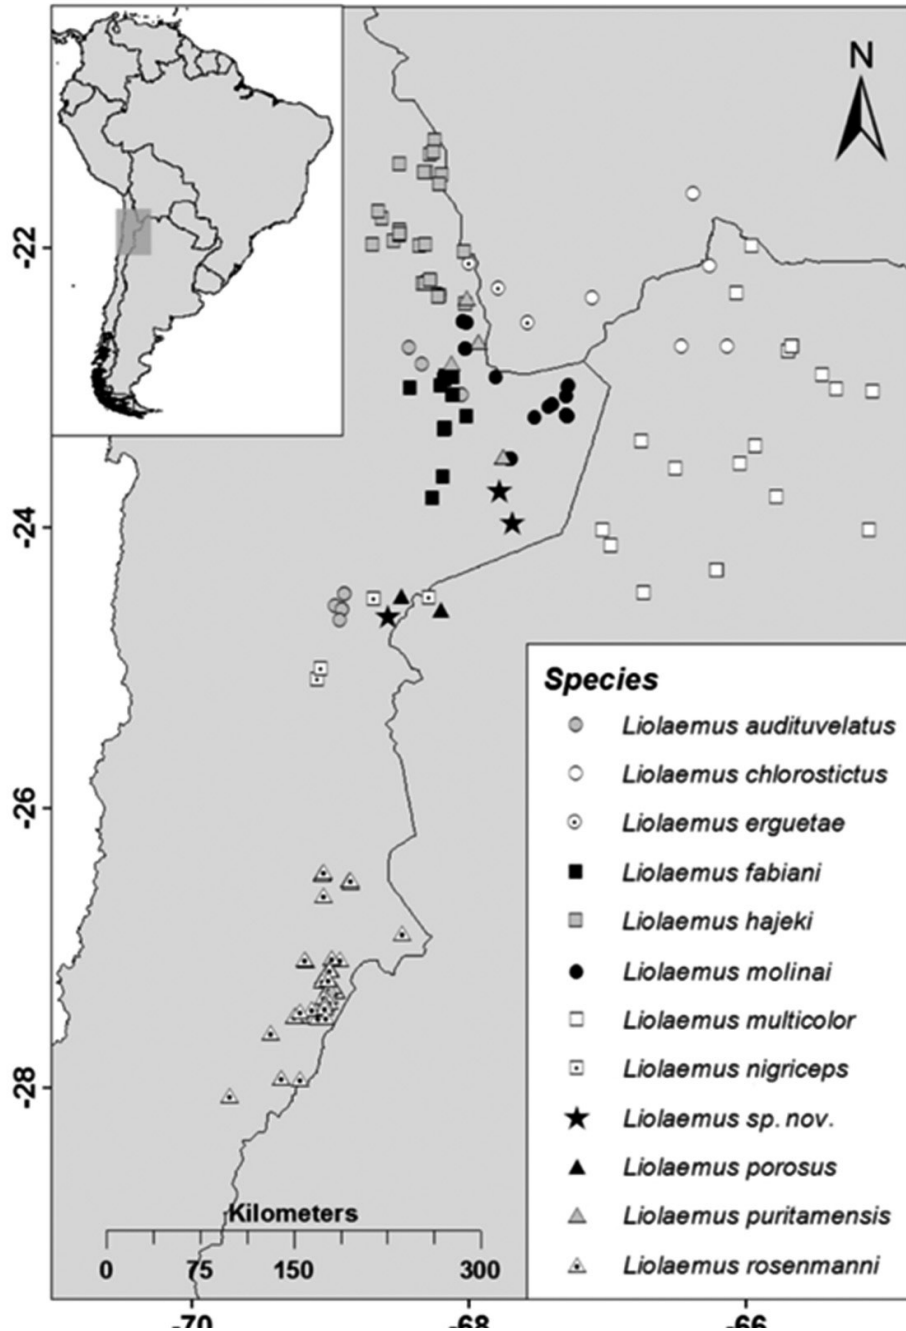 N
-22
-24
-26
-28
Species
Liolaemus audituvelatus
Liolaemus chlorostictus
Liolaemus erguetae
Liolaemus fabiani
Liolaemus hajeki
Liolaemus molinai
Liolaemus multicolor
Liolaemus nigriceps
Liolaemus sp. nov.
Liolaemus porosus
Liolaemus puritamensis
Liolaemus rosenmanni
Kilometers
0 75 150 300
-70 -68 -66